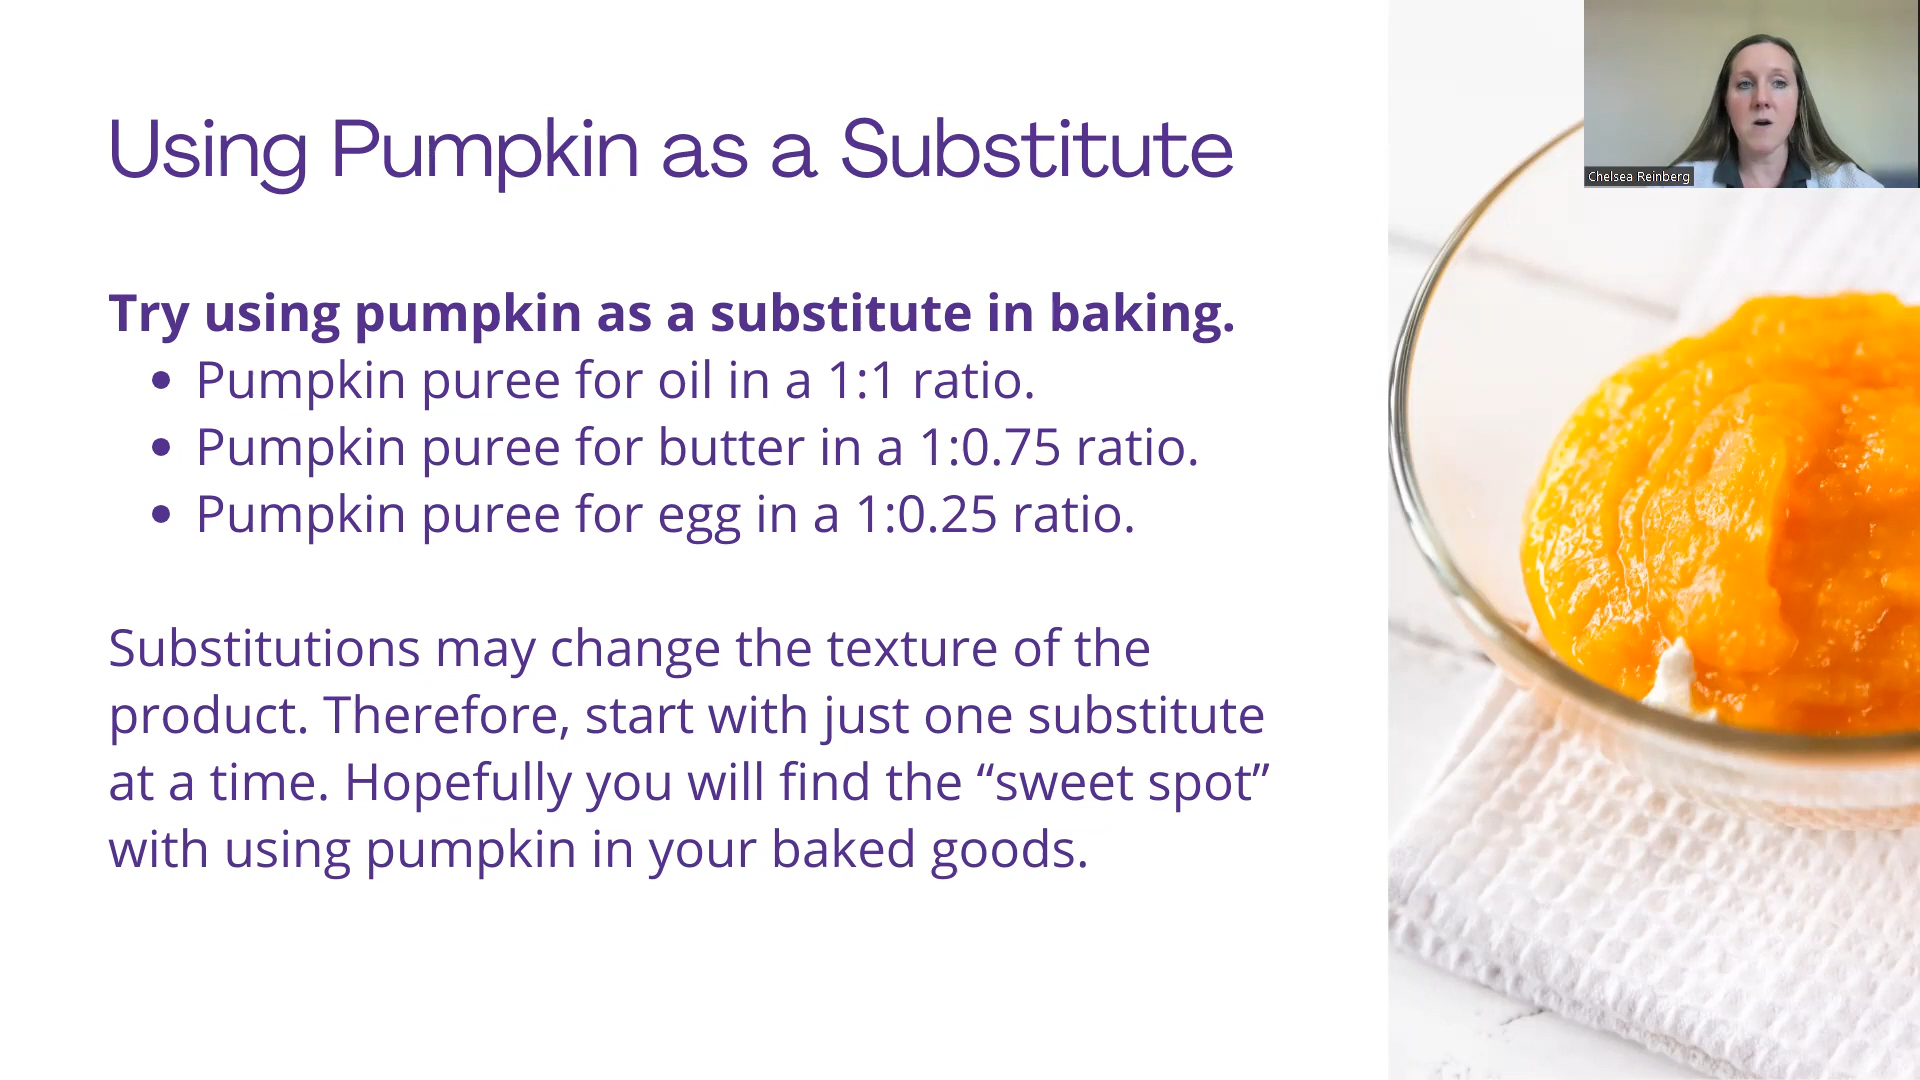 Using Pumpkin as a Substitute
Chelsea Reinberg
Try using pumpkin as a substitute in baking.
• Pumpkin puree for oil in a 1:1 ratio.
• Pumpkin puree for butter in a 1:0.75 ratio.
• Pumpkin puree for egg in a 1:0.25 ratio.
Substitutions may change the texture of the
product. Therefore, start with just one substitute
at a time. Hopefully you will find the “sweet spot”
with using pumpkin in your baked goods.